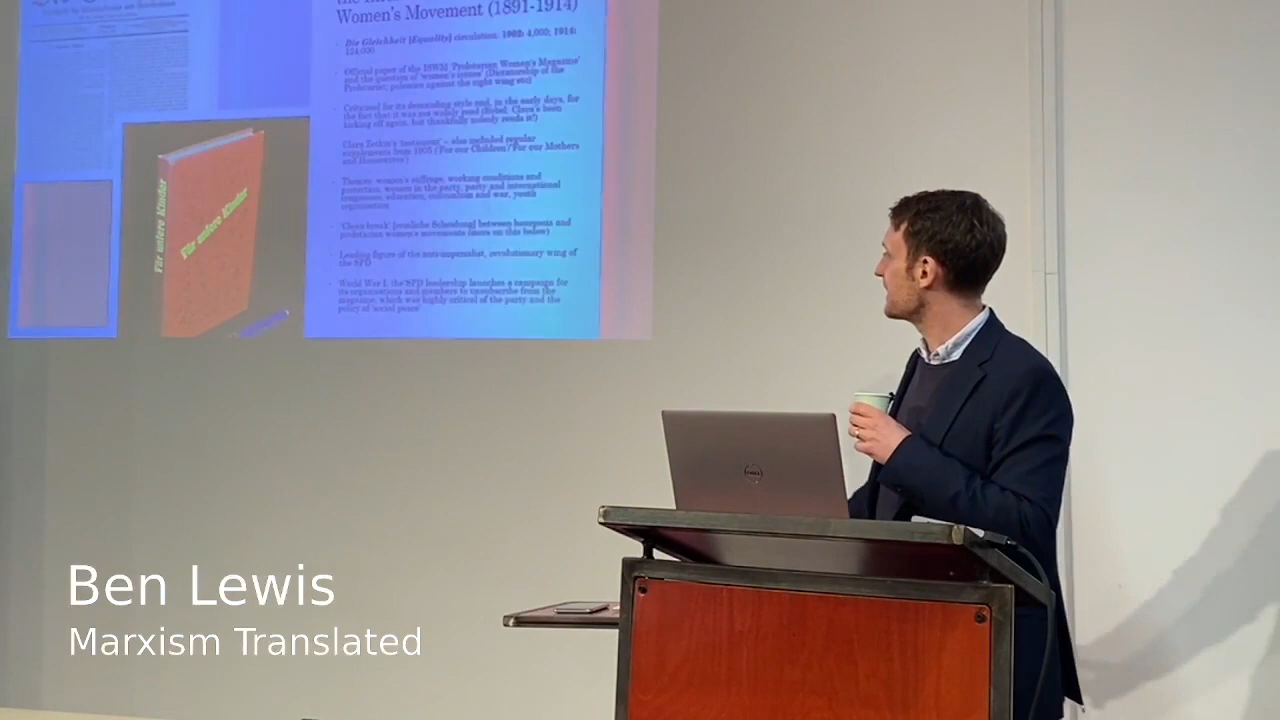 Women's Movement (1891-1914)
Die Gleichheit [Equality] circulation: 1902: 4,000; 1914:
124,000
Official paper of the ISWM 'Proletarian Women's Magazine'
and the question of 'women's issues' (Dictatorship of the
Proletariat; polemics against the right wing etc)
Criticised for its demanding style and, in the early days, for
the fact that it was not widely read (Bebel: Clara's been
kicking off again, but thankfully nobody reads it!)
Clara Zetkin's 'testament' – also included regular
supplements from 1905 ('For our Children'/'For our Mothers
and Housewives')
Themes: women's suffrage, working conditions and
protection, women in the party, party and international
congresses, education, colonialism and war, youth
organisation
'Clean break' [reinliche Scheidung] between bourgeois and
proletarian women's movements (more on this below)
Leading figure of the anti-imperialist, revolutionary wing of
the SPD
World War I: the SPD leadership launches a campaign for
its organisations and members to unsubscribe from the
magazine, which was highly critical of the party and the
policy of 'social peace'
Für unsere Kinder
Für unsere Kinder
DELL
Ben Lewis
Marxism Translated